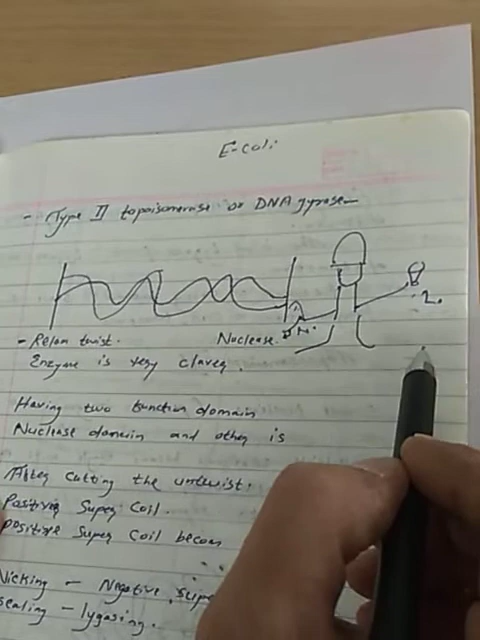 E-coli
- Type II topoisomerase or DNA gyrase-
2.
- Relax twist.
Nuclease
Enzyme is very claver.
Having two function domain
Nuclease domain and other is
After cutting the untwist.
Positive Super Coil.
positive Super Coil becom
Nicking - Negative Supe
sealing - lygasing.